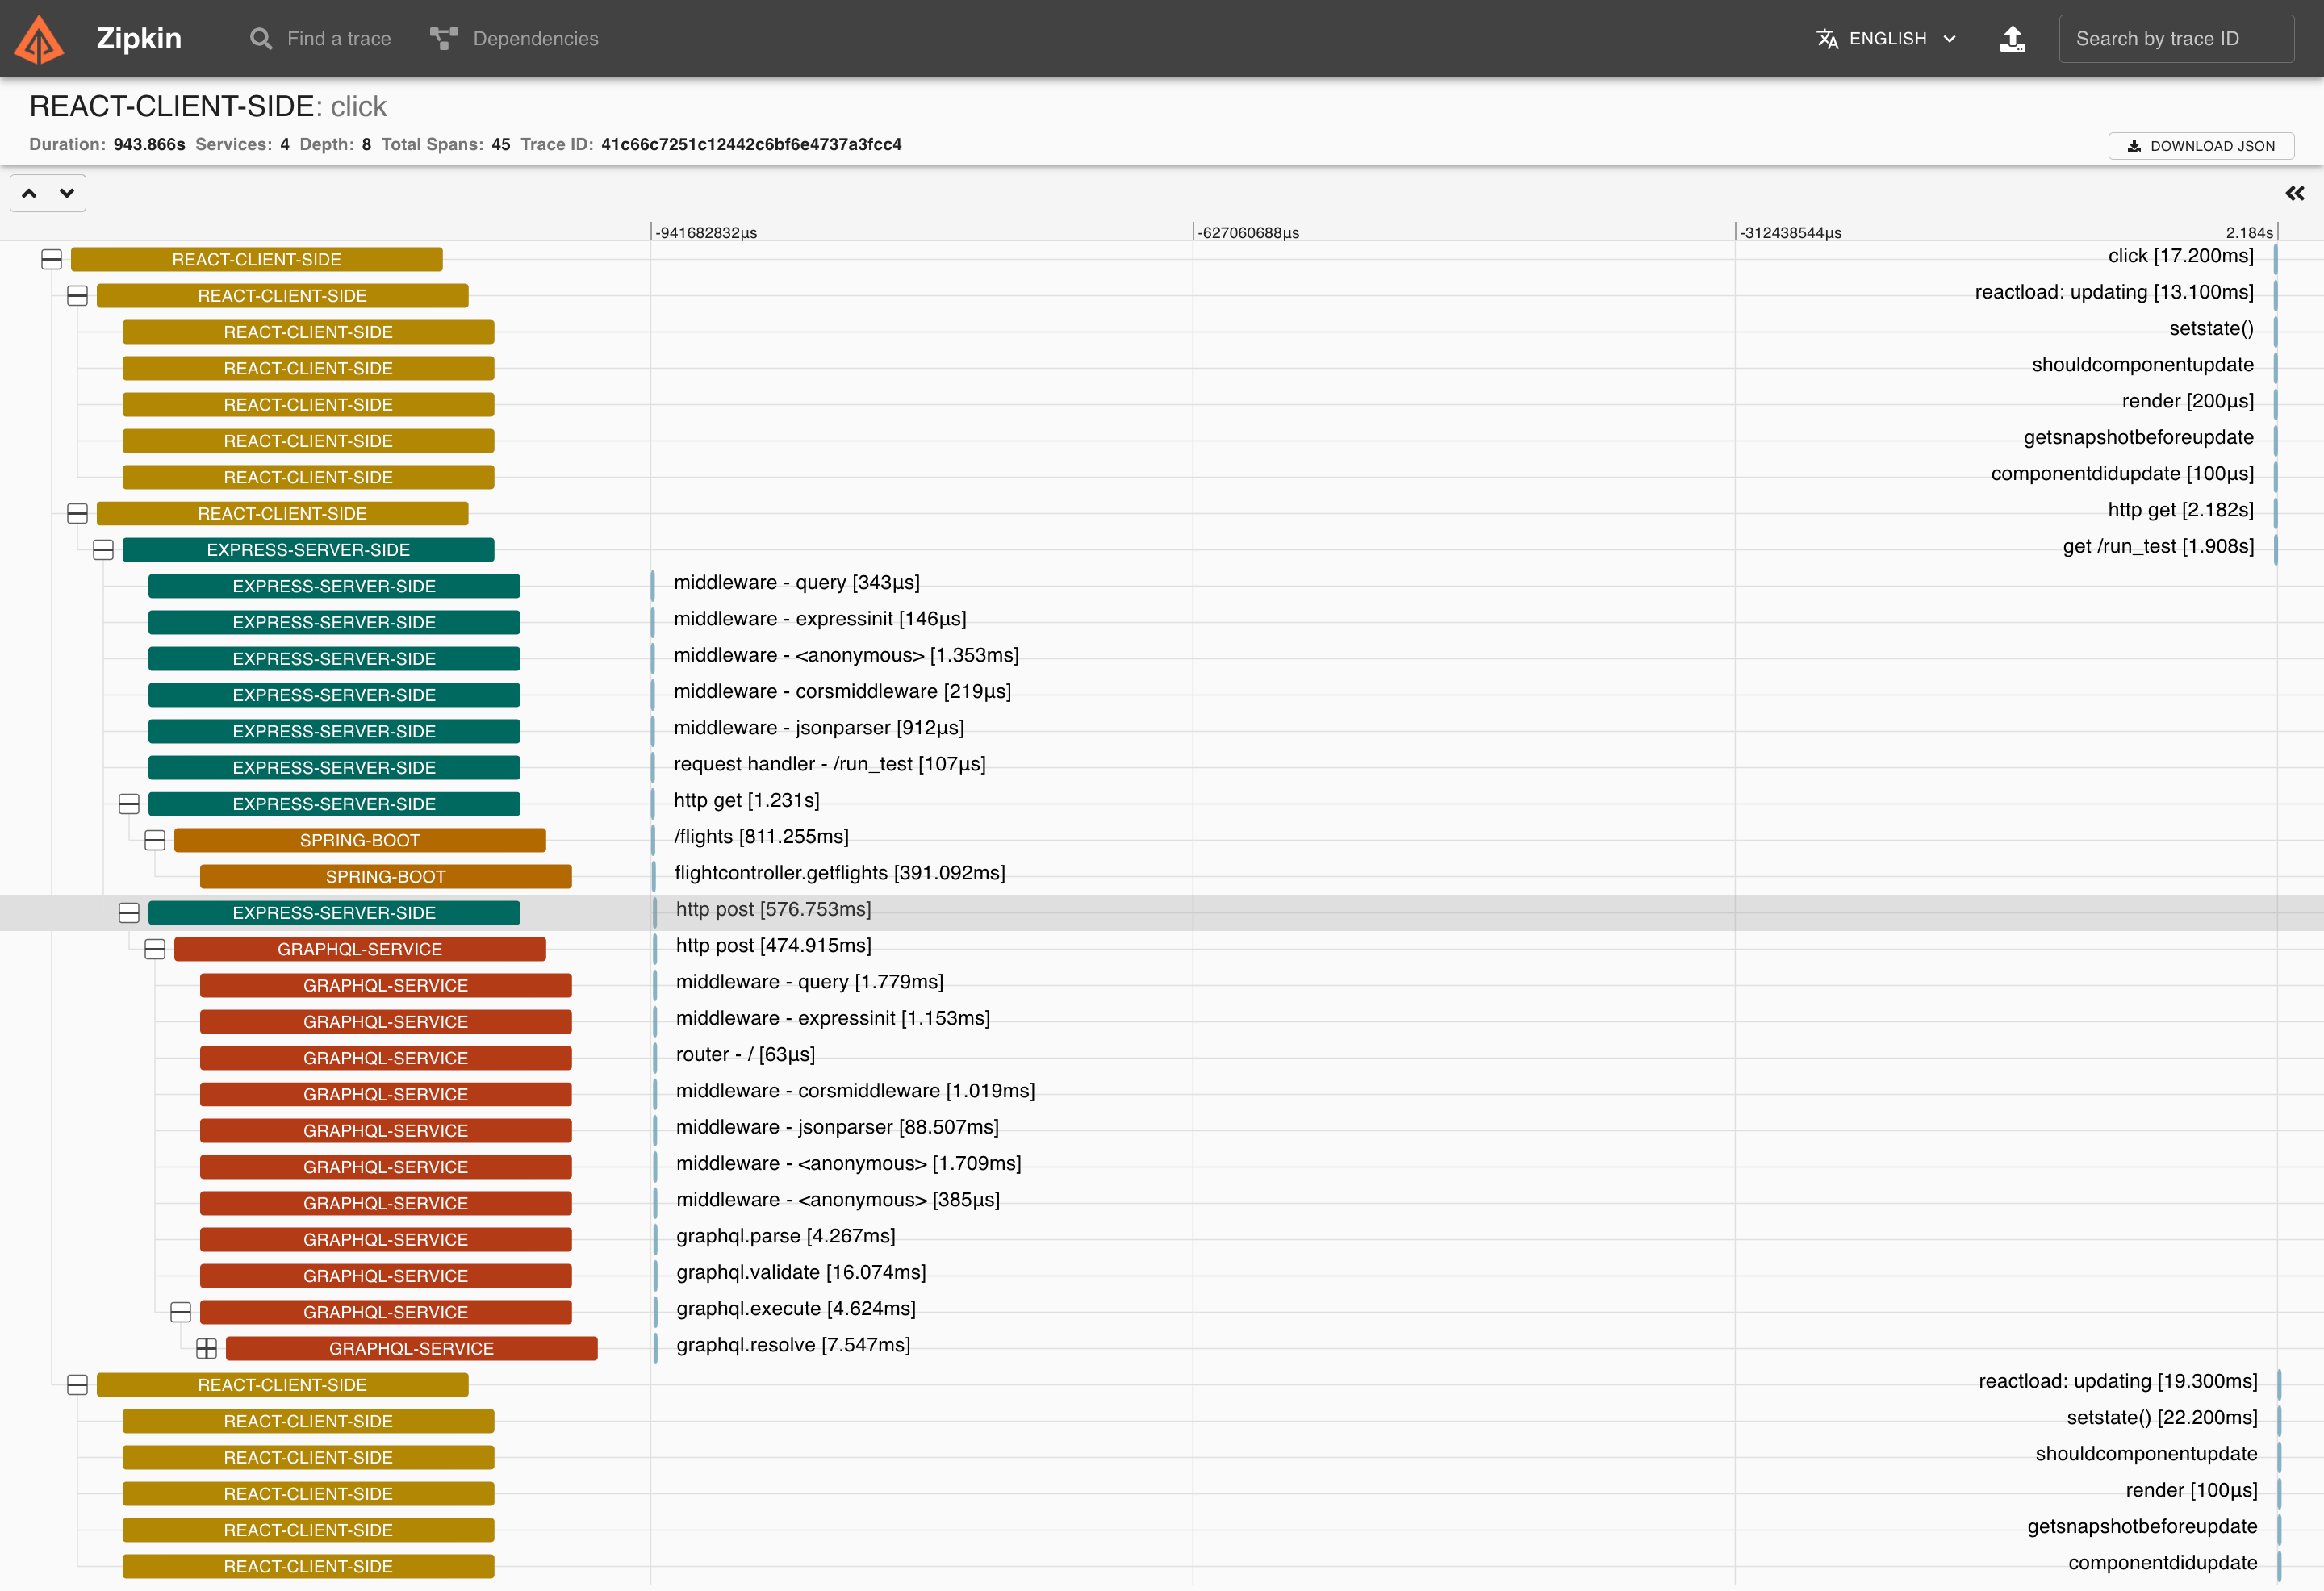 Zipkin Find a trace Dependencies ENGLISH Search by trace ID
REACT-CLIENT-SIDE: click
Duration: 943.866s Services: 4 Depth: 8 Total Spans: 45 Trace ID: 41c66c7251c12442c6bf6e4737a3fcc4 DOWNLOAD JSON
-941682832μs -627060688μs -312438544μs 2.184s
REACT-CLIENT-SIDE click [17.200ms]
REACT-CLIENT-SIDE reactload: updating [13.100ms]
REACT-CLIENT-SIDE setstate()
REACT-CLIENT-SIDE shouldcomponentupdate
REACT-CLIENT-SIDE render [200μs]
REACT-CLIENT-SIDE getsnapshotbeforeupdate
REACT-CLIENT-SIDE componentdidupdate [100μs]
REACT-CLIENT-SIDE http get [2.182s]
EXPRESS-SERVER-SIDE get /run_test [1.908s]
EXPRESS-SERVER-SIDE middleware - query [343μs]
EXPRESS-SERVER-SIDE middleware - expressinit [146μs]
EXPRESS-SERVER-SIDE middleware - <anonymous> [1.353ms]
EXPRESS-SERVER-SIDE middleware - corsmiddleware [219μs]
EXPRESS-SERVER-SIDE middleware - jsonparser [912μs]
EXPRESS-SERVER-SIDE request handler - /run_test [107μs]
EXPRESS-SERVER-SIDE http get [1.231s]
SPRING-BOOT /flights [811.255ms]
SPRING-BOOT flightcontroller.getflights [391.092ms]
EXPRESS-SERVER-SIDE http post [576.753ms]
GRAPHQL-SERVICE http post [474.915ms]
GRAPHQL-SERVICE middleware - query [1.779ms]
GRAPHQL-SERVICE middleware - expressinit [1.153ms]
GRAPHQL-SERVICE router - / [63μs]
GRAPHQL-SERVICE middleware - corsmiddleware [1.019ms]
GRAPHQL-SERVICE middleware - jsonparser [88.507ms]
GRAPHQL-SERVICE middleware - <anonymous> [1.709ms]
GRAPHQL-SERVICE middleware - <anonymous> [385μs]
GRAPHQL-SERVICE graphql.parse [4.267ms]
GRAPHQL-SERVICE graphql.validate [16.074ms]
GRAPHQL-SERVICE graphql.execute [4.624ms]
GRAPHQL-SERVICE graphql.resolve [7.547ms]
REACT-CLIENT-SIDE reactload: updating [19.300ms]
REACT-CLIENT-SIDE setstate() [22.200ms]
REACT-CLIENT-SIDE shouldcomponentupdate
REACT-CLIENT-SIDE render [100μs]
REACT-CLIENT-SIDE getsnapshotbeforeupdate
REACT-CLIENT-SIDE componentdidupdate